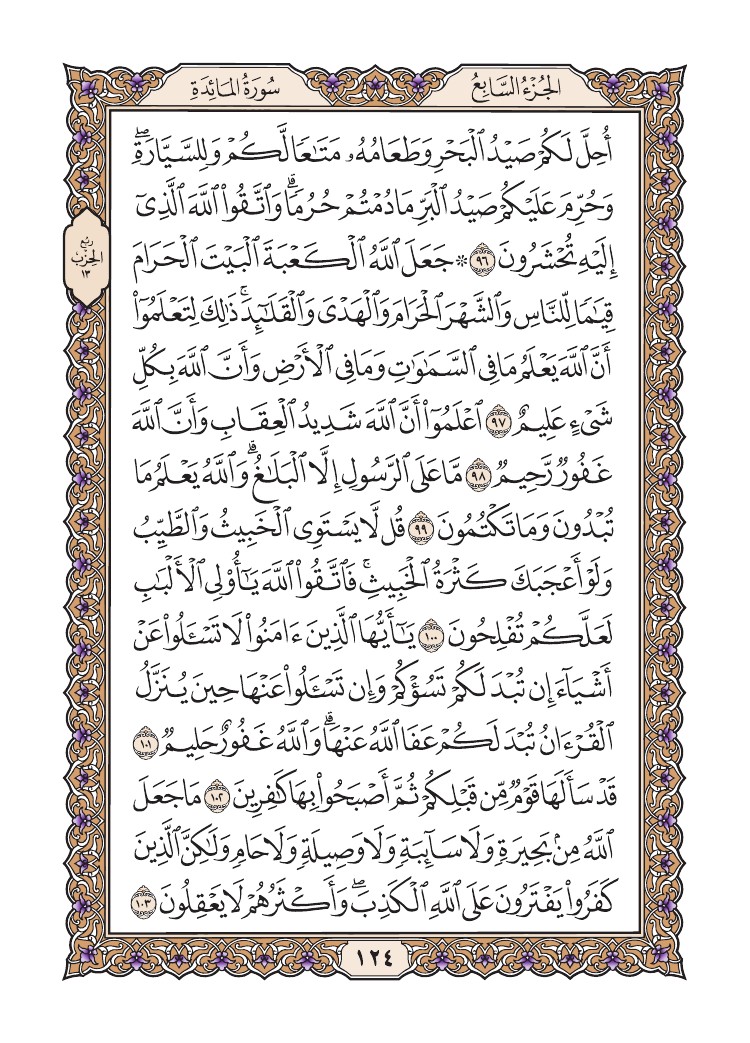 الجُزْءُ السَّابِعُ
سُورَةُ المَائِدَةِ
أُحِلَّ لَكُمْ صَيْدُ ٱلْبَحْرِ وَطَعَامُهُۥ مَتَٰعًا لَّكُمْ وَلِلسَّيَّارَةِۖ
وَحُرِّمَ عَلَيْكُمْ صَيْدُ ٱلْبَرِّ مَا دُمْتُمْ حُرُمًاۗ وَٱتَّقُوا۟ ٱللَّهَ ٱلَّذِىٓ
إِلَيْهِ تُحْشَرُونَ ٩٦ ۞ جَعَلَ ٱللَّهُ ٱلْكَعْبَةَ ٱلْبَيْتَ ٱلْحَرَامَ
رُبْع
الحِزْب
١٣
قِيَٰمًا لِّلنَّاسِ وَٱلشَّهْرَ ٱلْحَرَامَ وَٱلْهَدْىَ وَٱلْقَلَٰٓئِدَۚ ذَٰلِكَ لِتَعْلَمُوٓا۟
أَنَّ ٱللَّهَ يَعْلَمُ مَا فِى ٱلسَّمَٰوَٰتِ وَمَا فِى ٱلْأَرْضِ وَأَنَّ ٱللَّهَ بِكُلِّ
شَىْءٍ عَلِيمٌ ٩٧ ٱعْلَمُوٓا۟ أَنَّ ٱللَّهَ شَدِيدُ ٱلْعِقَابِ وَأَنَّ ٱللَّهَ
غَفُورٌ رَّحِيمٌ ٩٨ مَّا عَلَى ٱلرَّسُولِ إِلَّا ٱلْبَلَٰغُۗ وَٱللَّهُ يَعْلَمُ مَا
تُبْدُونَ وَمَا تَكْتُمُونَ ٩٩ قُل لَّا يَسْتَوِى ٱلْخَبِيثُ وَٱلطَّيِّبُ
وَلَوْ أَعْجَبَكَ كَثْرَةُ ٱلْخَبِيثِۚ فَٱتَّقُوا۟ ٱللَّهَ يَٰٓأُو۟لِى ٱلْأَلْبَٰبِ
لَعَلَّكُمْ تُفْلِحُونَ ١٠٠ يَٰٓأَيُّهَا ٱلَّذِينَ ءَامَنُوا۟ لَا تَسْـَٔلُوا۟ عَنْ
أَشْيَآءَ إِن تُبْدَ لَكُمْ تَسُؤْكُمْ وَإِن تَسْـَٔلُوا۟ عَنْهَا حِينَ يُنَزَّلُ
ٱلْقُرْءَانُ تُبْدَ لَكُمْ عَفَا ٱللَّهُ عَنْهَاۗ وَٱللَّهُ غَفُورٌ حَلِيمٌ ١٠١
قَدْ سَأَلَهَا قَوْمٌ مِّن قَبْلِكُمْ ثُمَّ أَصْبَحُوا۟ بِهَا كَٰفِرِينَ ١٠٢ مَا جَعَلَ
ٱللَّهُ مِنۢ بَحِيرَةٍ وَلَا سَآئِبَةٍ وَلَا وَصِيلَةٍ وَلَا حَامٍ وَلَٰكِنَّ ٱلَّذِينَ
كَفَرُوا۟ يَفْتَرُونَ عَلَى ٱللَّهِ ٱلْكَذِبَۖ وَأَكْثَرُهُمْ لَا يَعْقِلُونَ ١٠٣
١٢٤